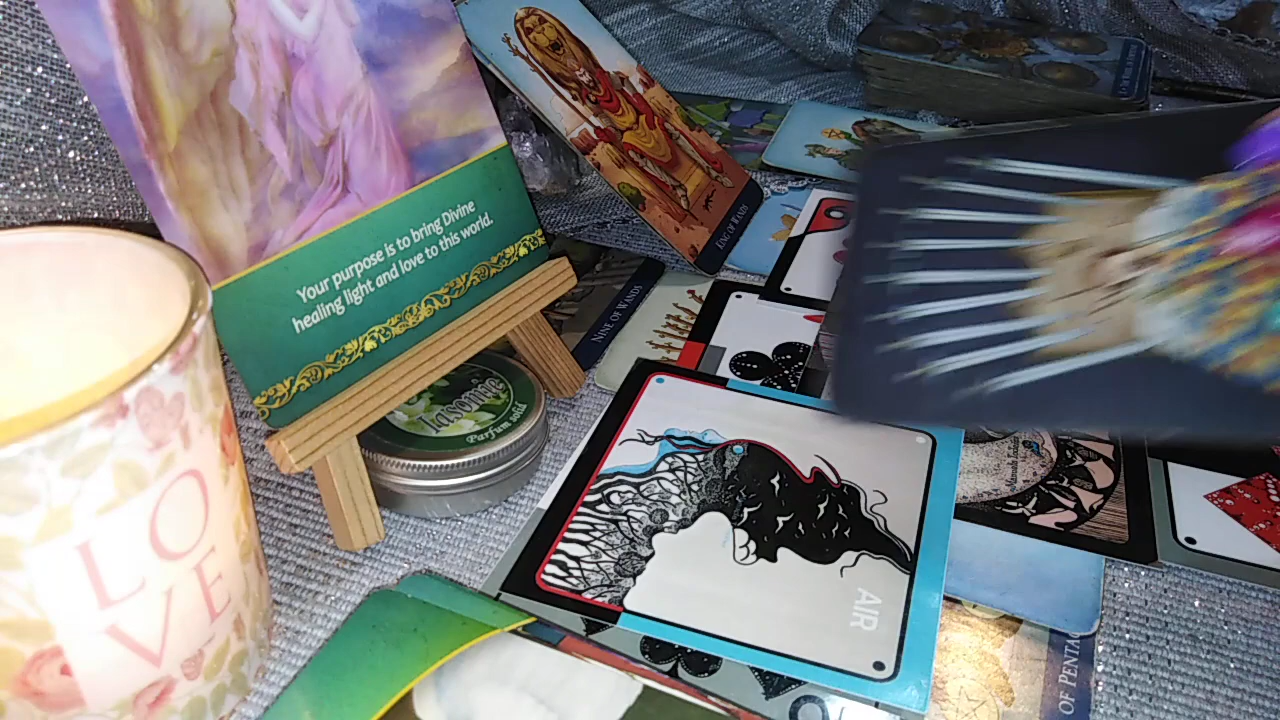 Your purpose is to bring Divine
healing light and love to this world.
KING OF WANDS
NINE OF WANDS
Parfum solid
LO
VE
AIR
OF PENTAC